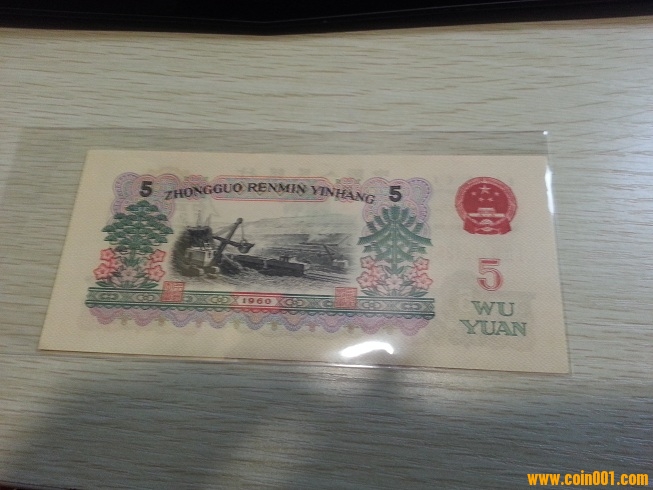 5 ZHONGGUO RENMIN YINHANG 5
1960
5
WU
YUAN
www.coin001.com